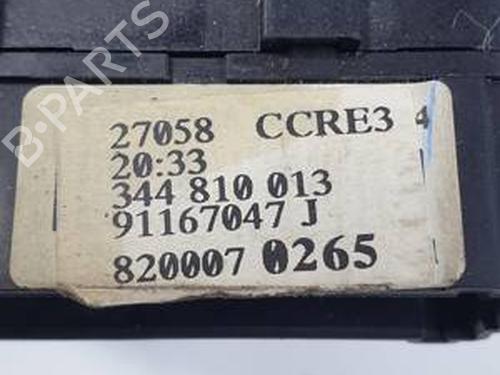 B-PARTS
27058 CCRE3 4
20:33
344 810 013
91167047 J
820007 0265